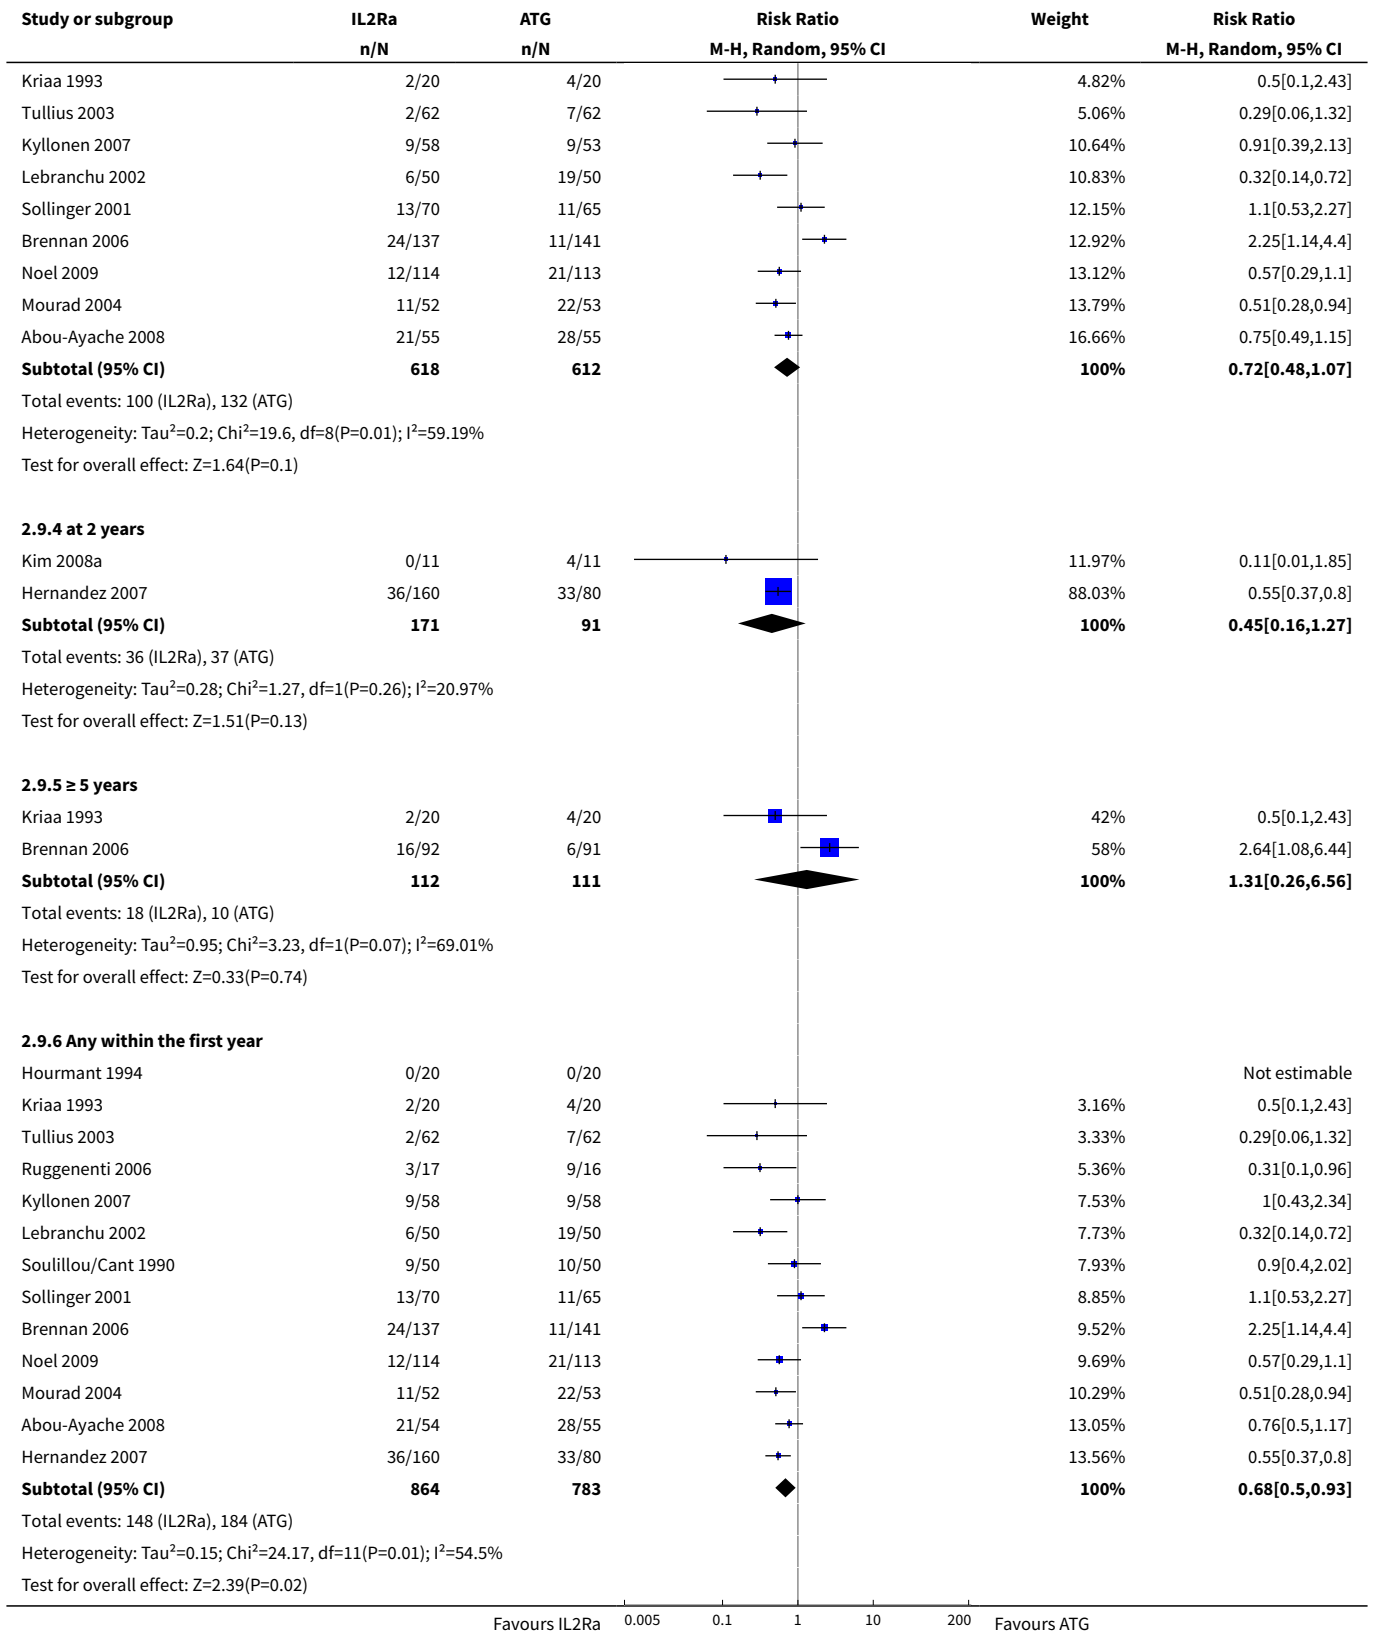 Study or subgroup IL2Ra ATG Risk Ratio Weight Risk Ratio
n/N n/N M-H, Random, 95% CI M-H, Random, 95% CI
Kriaa 1993 2/20 4/20 4.82% 0.5[0.1,2.43]
Tullius 2003 2/62 7/62 5.06% 0.29[0.06,1.32]
Kyllonen 2007 9/58 9/53 10.64% 0.91[0.39,2.13]
Lebranchu 2002 6/50 19/50 10.83% 0.32[0.14,0.72]
Sollinger 2001 13/70 11/65 12.15% 1.1[0.53,2.27]
Brennan 2006 24/137 11/141 12.92% 2.25[1.14,4.4]
Noel 2009 12/114 21/113 13.12% 0.57[0.29,1.1]
Mourad 2004 11/52 22/53 13.79% 0.51[0.28,0.94]
Abou-Ayache 2008 21/55 28/55 16.66% 0.75[0.49,1.15]
Subtotal (95% CI) 618 612 100% 0.72[0.48,1.07]
Total events: 100 (IL2Ra), 132 (ATG)
Heterogeneity: Tau²=0.2; Chi²=19.6, df=8(P=0.01); I²=59.19%
Test for overall effect: Z=1.64(P=0.1)
2.9.4 at 2 years
Kim 2008a 0/11 4/11 11.97% 0.11[0.01,1.85]
Hernandez 2007 36/160 33/80 88.03% 0.55[0.37,0.8]
Subtotal (95% CI) 171 91 100% 0.45[0.16,1.27]
Total events: 36 (IL2Ra), 37 (ATG)
Heterogeneity: Tau²=0.28; Chi²=1.27, df=1(P=0.26); I²=20.97%
Test for overall effect: Z=1.51(P=0.13)
2.9.5 ≥ 5 years
Kriaa 1993 2/20 4/20 42% 0.5[0.1,2.43]
Brennan 2006 16/92 6/91 58% 2.64[1.08,6.44]
Subtotal (95% CI) 112 111 100% 1.31[0.26,6.56]
Total events: 18 (IL2Ra), 10 (ATG)
Heterogeneity: Tau²=0.95; Chi²=3.23, df=1(P=0.07); I²=69.01%
Test for overall effect: Z=0.33(P=0.74)
2.9.6 Any within the first year
Hourmant 1994 0/20 0/20 Not estimable
Kriaa 1993 2/20 4/20 3.16% 0.5[0.1,2.43]
Tullius 2003 2/62 7/62 3.33% 0.29[0.06,1.32]
Ruggenenti 2006 3/17 9/16 5.36% 0.31[0.1,0.96]
Kyllonen 2007 9/58 9/58 7.53% 1[0.43,2.34]
Lebranchu 2002 6/50 19/50 7.73% 0.32[0.14,0.72]
Soulillou/Cant 1990 9/50 10/50 7.93% 0.9[0.4,2.02]
Sollinger 2001 13/70 11/65 8.85% 1.1[0.53,2.27]
Brennan 2006 24/137 11/141 9.52% 2.25[1.14,4.4]
Noel 2009 12/114 21/113 9.69% 0.57[0.29,1.1]
Mourad 2004 11/52 22/53 10.29% 0.51[0.28,0.94]
Abou-Ayache 2008 21/54 28/55 13.05% 0.76[0.5,1.17]
Hernandez 2007 36/160 33/80 13.56% 0.55[0.37,0.8]
Subtotal (95% CI) 864 783 100% 0.68[0.5,0.93]
Total events: 148 (IL2Ra), 184 (ATG)
Heterogeneity: Tau²=0.15; Chi²=24.17, df=11(P=0.01); I²=54.5%
Test for overall effect: Z=2.39(P=0.02)
Favours IL2Ra 0.005 0.1 1 10 200 Favours ATG